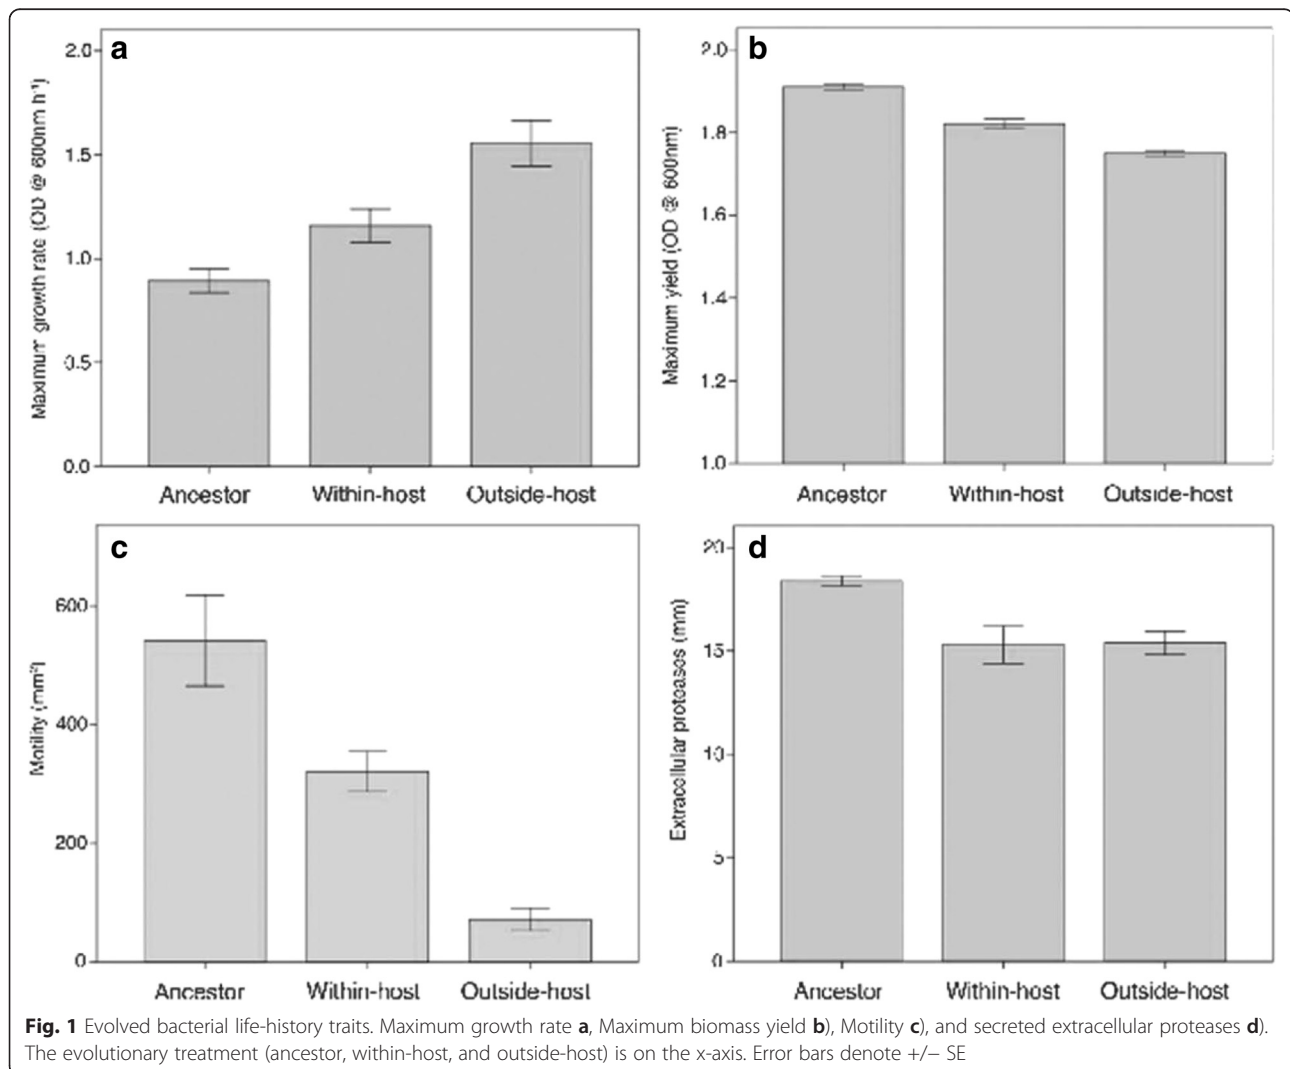 a
Maximum growth rate (OD @ 600nm h⁻¹)
2.0
1.5
1.0
0.5
0.0
Ancestor Within-host Outside-host
b
Maximum yield (OD @ 600nm)
2.0
1.8
1.6
1.4
1.2
1.0
Ancestor Within-host Outside-host
c
Motility (mm²)
600
400
200
0
Ancestor Within-host Outside-host
d
Extracellular proteases (mm)
20
15
10
5
0
Ancestor Within-host Outside-host
Fig. 1 Evolved bacterial life-history traits. Maximum growth rate a, Maximum biomass yield b), Motility c), and secreted extracellular proteases d).
The evolutionary treatment (ancestor, within-host, and outside-host) is on the x-axis. Error bars denote +/− SE